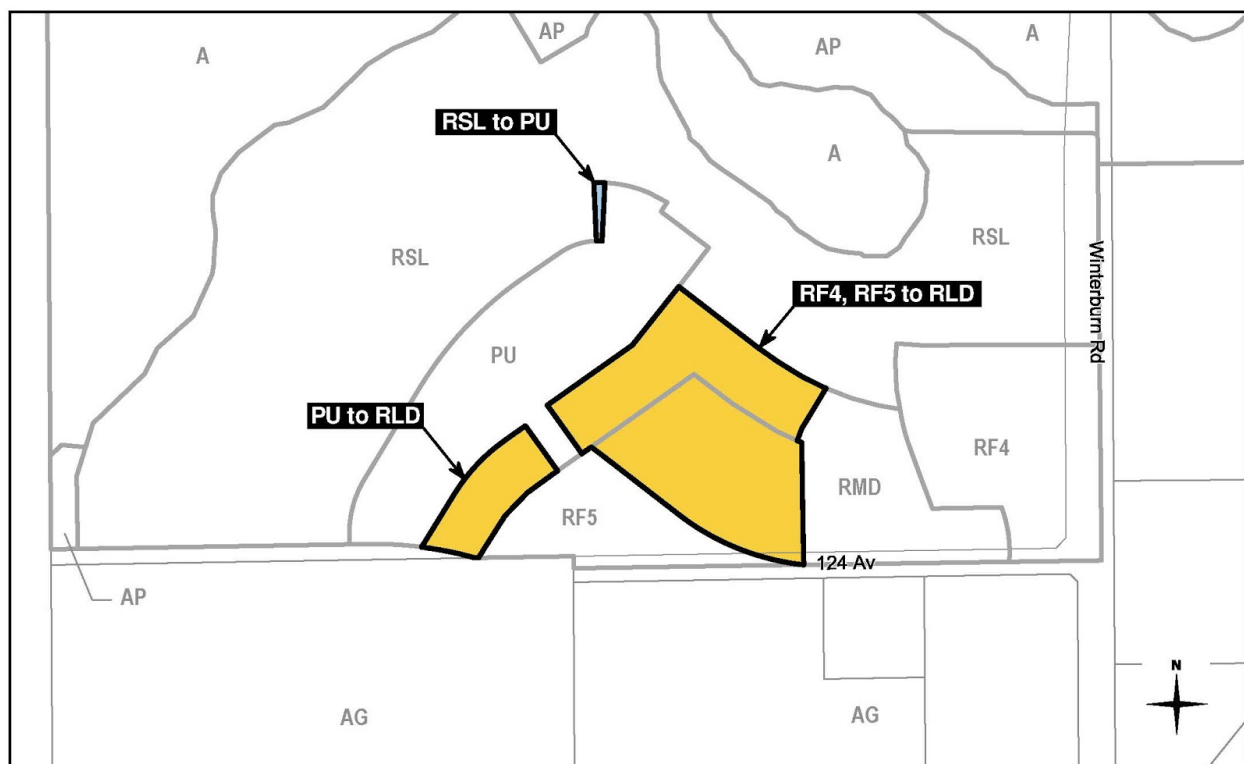 AP
A
AP
A
RSL to PU
A
RSL
RSL
Winterburn Rd
RF4, RF5 to RLD
PU
PU to RLD
RF4
RMD
RF5
124 Av
AP
N
AG
AG